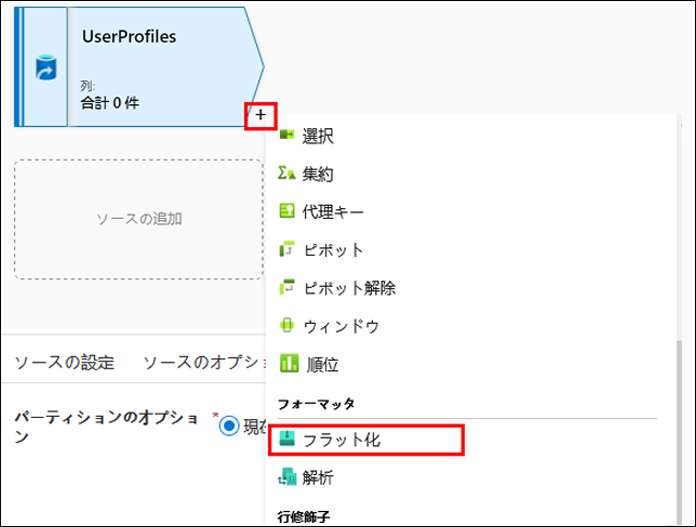 UserProfiles
列:
合計 0 件
+
選択
集約
代理キー
ピボット
ピボット解除
ウィンドウ
順位
フォーマッタ
フラット化
解析
行修飾子
ソースの追加
ソースの設定 ソースのオプショ
パーティションのオプショ
ン
* 現在